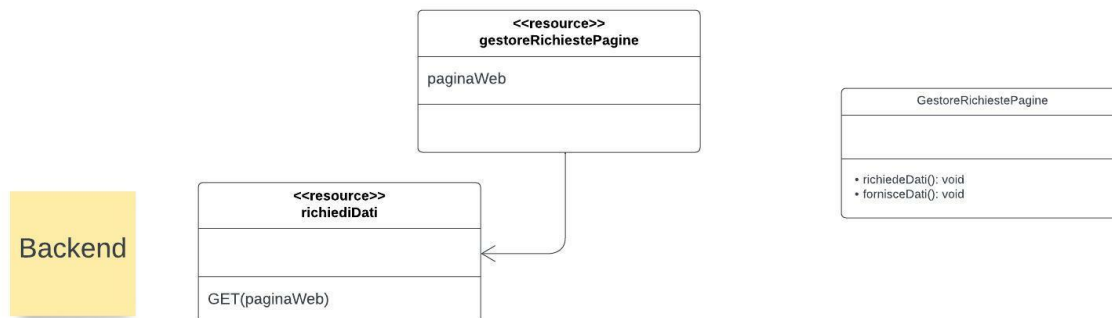 <<resource>>
gestoreRichiestePagine
paginaWeb
GestoreRichiestePagine
• richiedeDati(): void
• fornisceDati(): void
<<resource>>
richiediDati
GET(paginaWeb)
Backend